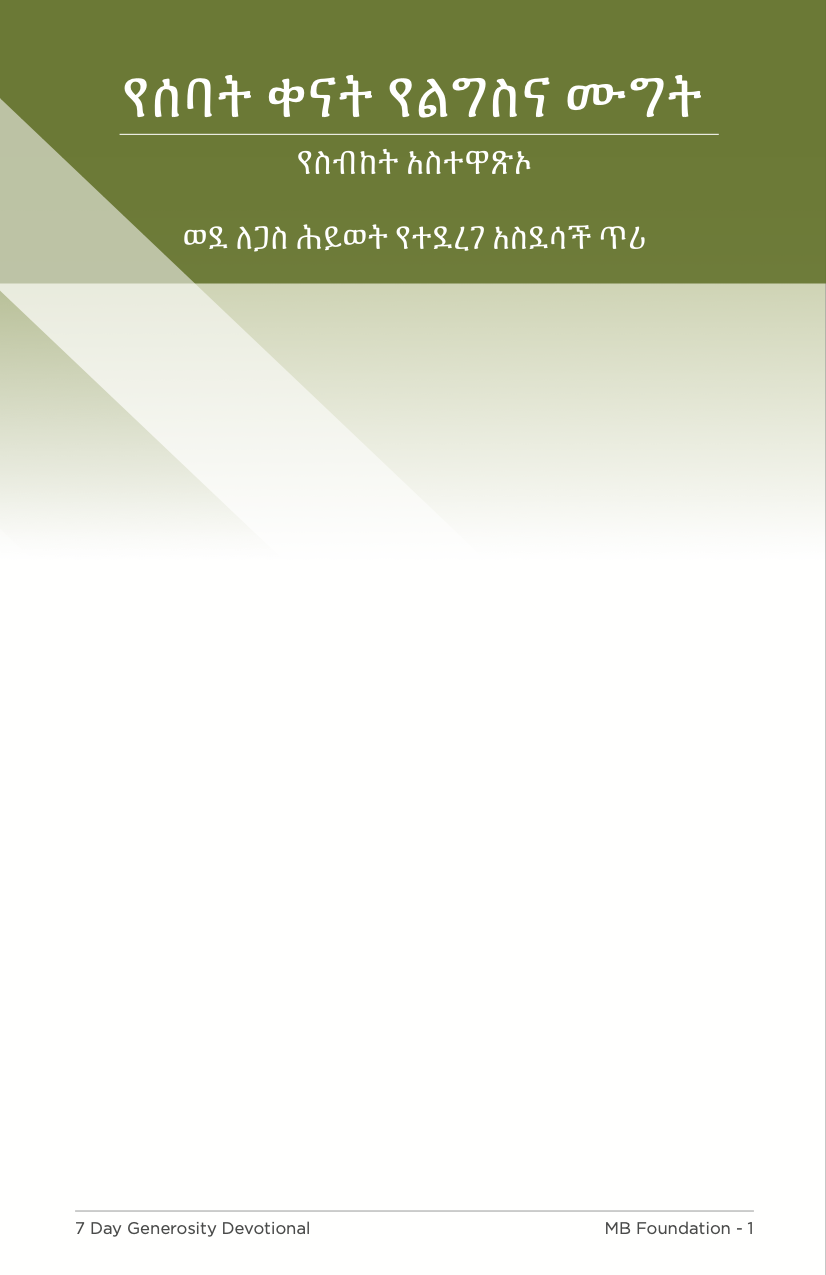 የሰባት ቀናት የልግስና ሙግት
የስብከት አስተዋጽኦ
ወደ ለጋስ ሕይወት የተደረገ አስደሳች ጥሪ
7 Day Generosity Devotional
MB Foundation - 1